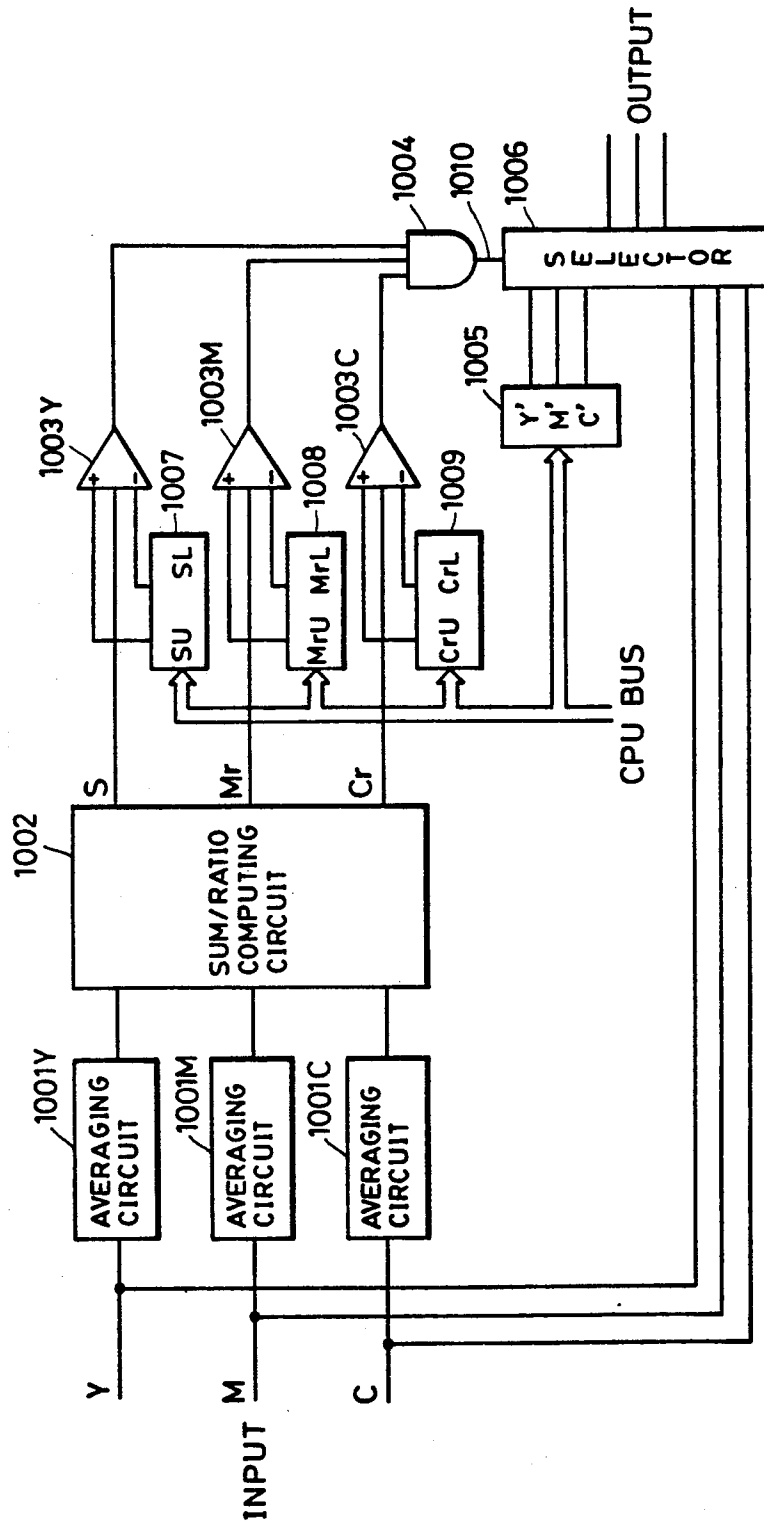 INPUT
Y
M
C
1001Y
AVERAGING
CIRCUIT
1001M
AVERAGING
CIRCUIT
1001C
AVERAGING
CIRCUIT
1002
SUM/RATIO
COMPUTING
CIRCUIT
S
Mr
Cr
CPU BUS
1003Y
+
-
1007
SU SL
1003M
+
-
1008
MrU MrL
1003C
+
-
1009
CrU CrL
1004
1010
1005
Y'
M'
C'
1006
SELECTOR
OUTPUT